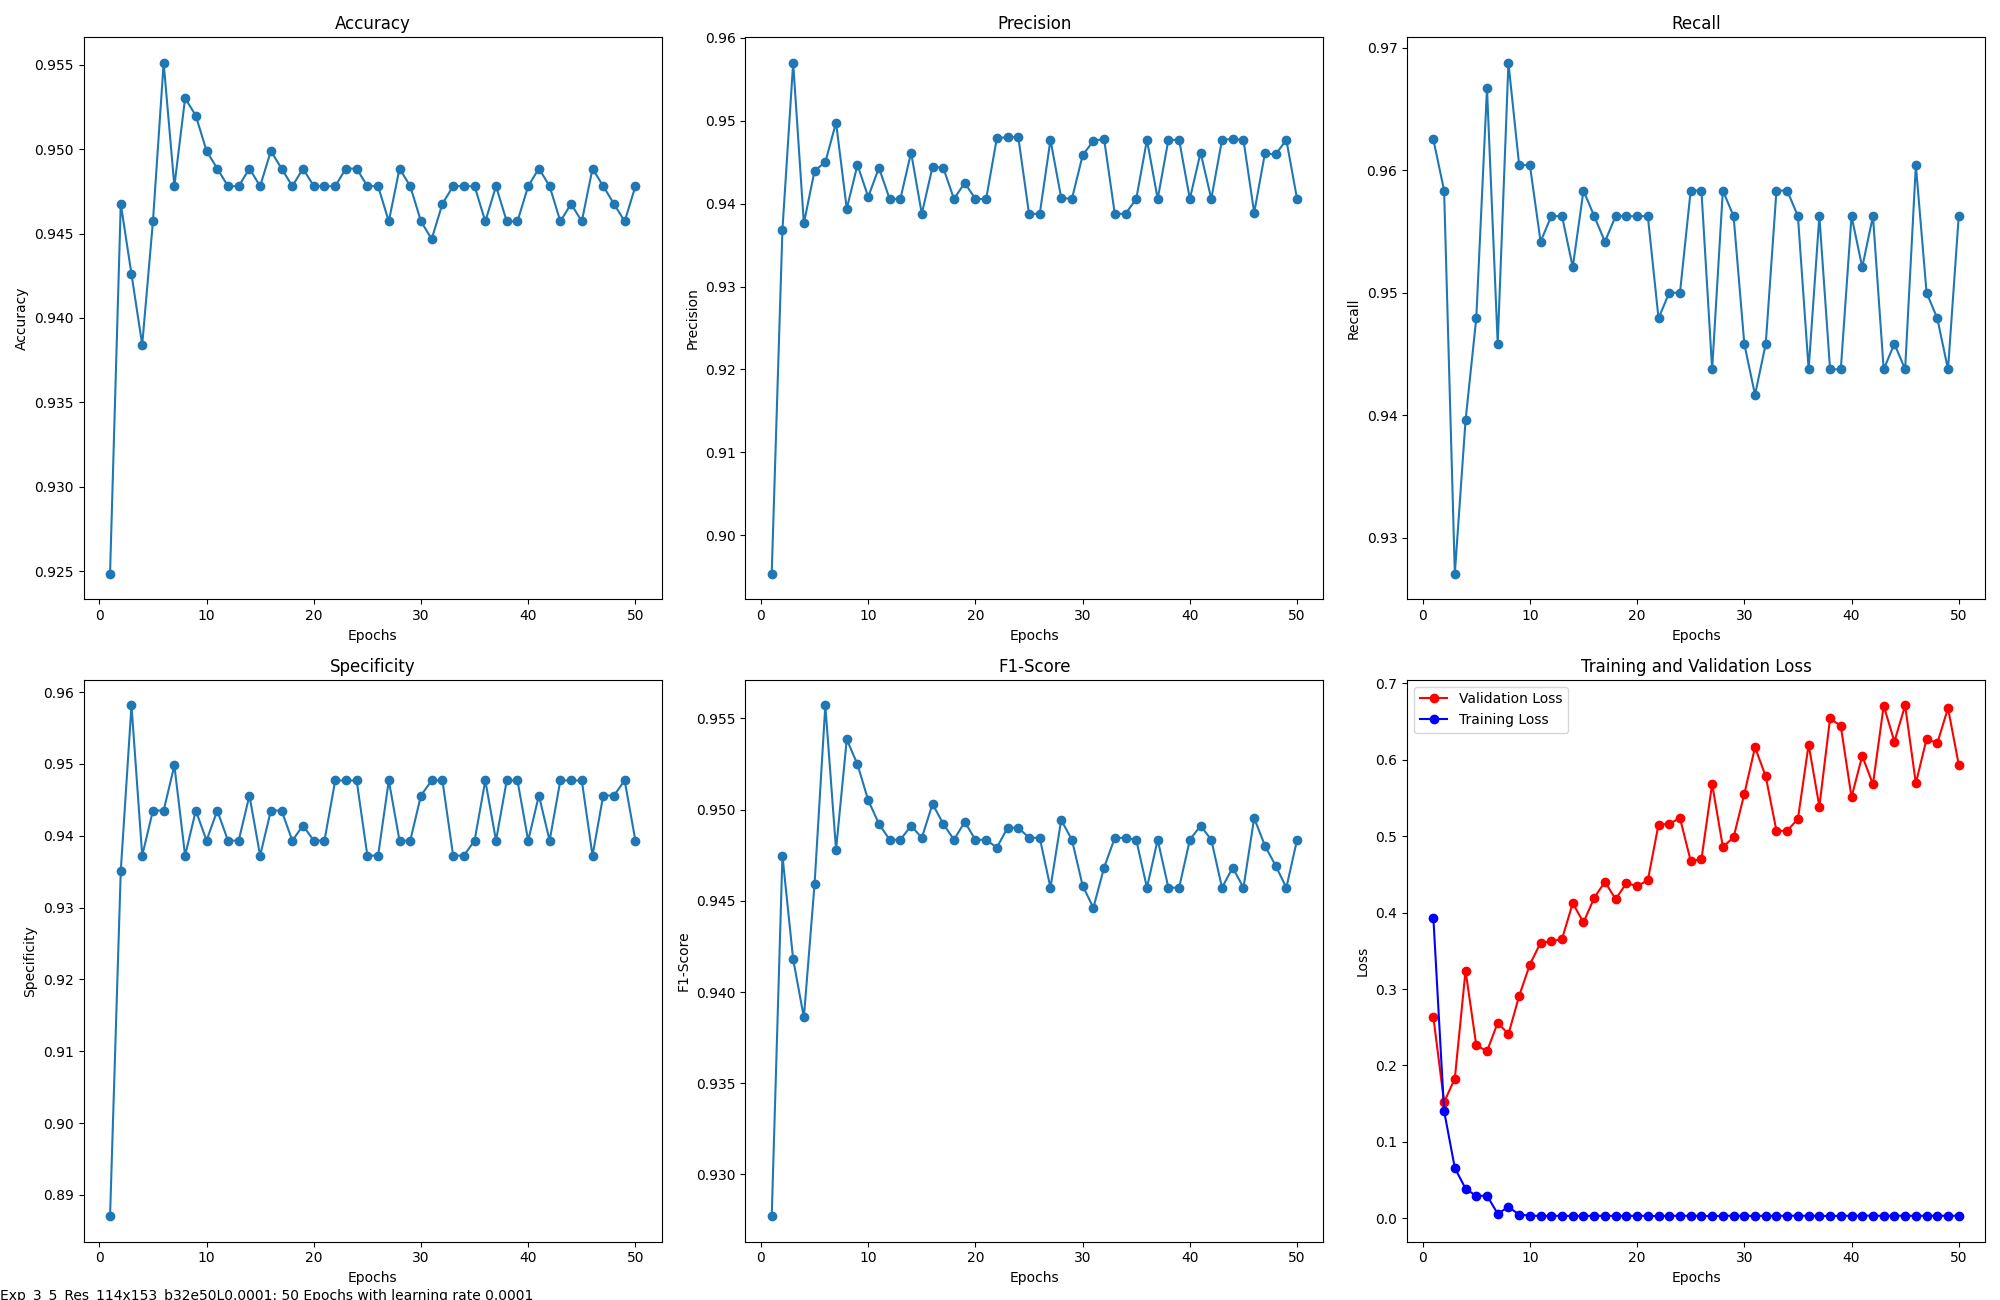 Accuracy
0.955
0.950
0.945
0.940
0.935
0.930
0.925
Accuracy
0 10 20 30 40 50
Epochs
Precision
0.96
0.95
0.94
0.93
0.92
0.91
0.90
Precision
0 10 20 30 40 50
Epochs
Recall
0.97
0.96
0.95
0.94
0.93
Recall
0 10 20 30 40 50
Epochs
Specificity
0.96
0.95
0.94
0.93
0.92
0.91
0.90
0.89
Specificity
0 10 20 30 40 50
Epochs
F1-Score
0.955
0.950
0.945
0.940
0.935
0.930
F1-Score
0 10 20 30 40 50
Epochs
Training and Validation Loss
Validation Loss
Training Loss
0.7
0.6
0.5
0.4
0.3
0.2
0.1
0.0
Loss
0 10 20 30 40 50
Epochs
Exp_3_5_Res_114x153_b32e50L0.0001: 50 Epochs with learning rate 0.0001